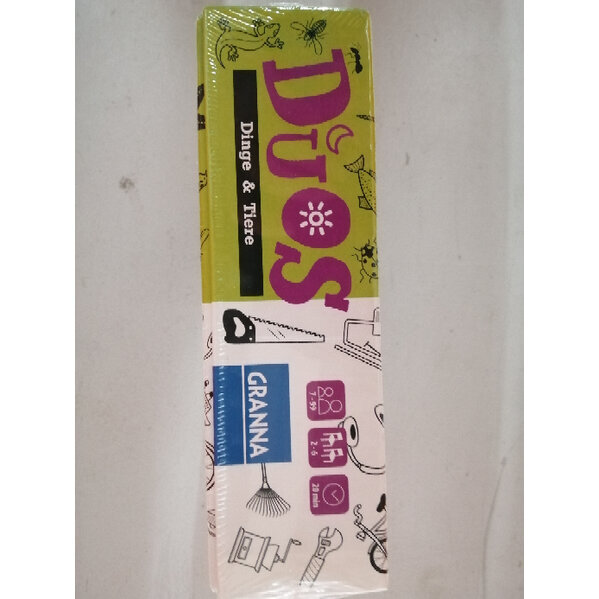 DUOS
Dinge & Tiere
GRANNA
7-99
2-6
20 min